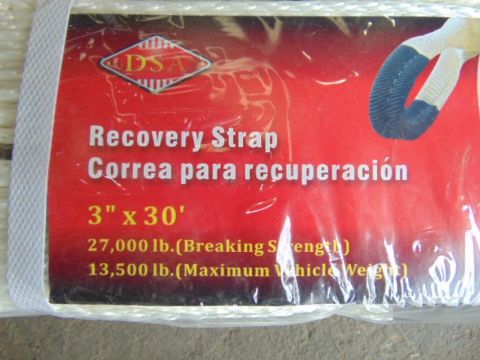 DSA
Recovery Strap
Correa para recuperación
3" x 30'
27,000 lb.(Breaking Strength)
13,500 lb.(Maximum Vehicle Weight)